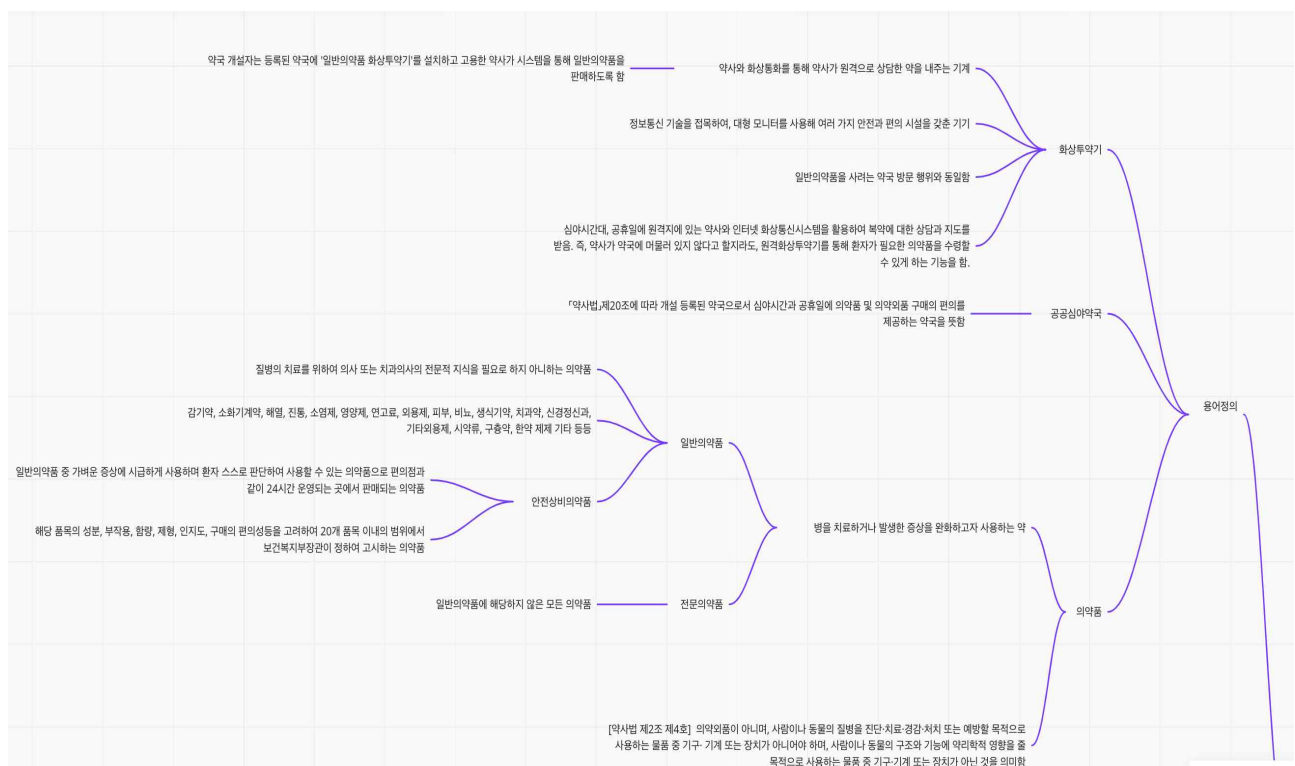 약국 개설자는 등록된 약국에 '일반의약품 화상투약기'를 설치하고 고용한 약사가 시스템을 통해 일반의약품을
판매하도록 함
약사와 화상통화를 통해 약사가 원격으로 상담한 약을 내주는 기계
정보통신 기술을 접목하여, 대형 모니터를 사용해 여러 가지 안전과 편의 시설을 갖춘 기기
화상투약기
일반의약품을 사려는 약국 방문 행위와 동일함
심야시간대, 공휴일에 원격지에 있는 약사와 인터넷 화상통신시스템을 활용하여 복약에 대한 상담과 지도를
받음. 즉, 약사가 약국에 머물러 있지 않다고 할지라도, 원격화상투약기를 통해 환자가 필요한 의약품을 수령할
수 있게 하는 기능을 함.
「약사법」제20조에 따라 개설 등록된 약국으로서 심야시간과 공휴일에 의약품 및 의약외품 구매의 편의를
제공하는 약국을 뜻함
공공심야약국
용어정의
질병의 치료를 위하여 의사 또는 치과의사의 전문적 지식을 필요로 하지 아니하는 의약품
감기약, 소화기계약, 해열, 진통, 소염제, 영양제, 연고료, 외용제, 피부, 비뇨, 생식기약, 치과약, 신경정신과,
기타외용제, 시약류, 구충약, 한약 제제 기타 등등
일반의약품
일반의약품 중 가벼운 증상에 시급하게 사용하며 환자 스스로 판단하여 사용할 수 있는 의약품으로 편의점과
같이 24시간 운영되는 곳에서 판매되는 의약품
안전상비의약품
해당 품목의 성분, 부작용, 함량, 제형, 인지도, 구매의 편의성등을 고려하여 20개 품목 이내의 범위에서
보건복지부장관이 정하여 고시하는 의약품
병을 치료하거나 발생한 증상을 완화하고자 사용하는 약
일반의약품에 해당하지 않은 모든 의약품
전문의약품
의약품
[약사법 제2조 제4호] 의약외품이 아니며, 사람이나 동물의 질병을 진단·치료·경감·처치 또는 예방할 목적으로
사용하는 물품 중 기구· 기계 또는 장치가 아니어야 하며, 사람이나 동물의 구조와 기능에 약리학적 영향을 줄
목적으로 사용하는 물품 중 기구·기계 또는 장치가 아닌 것을 의미함